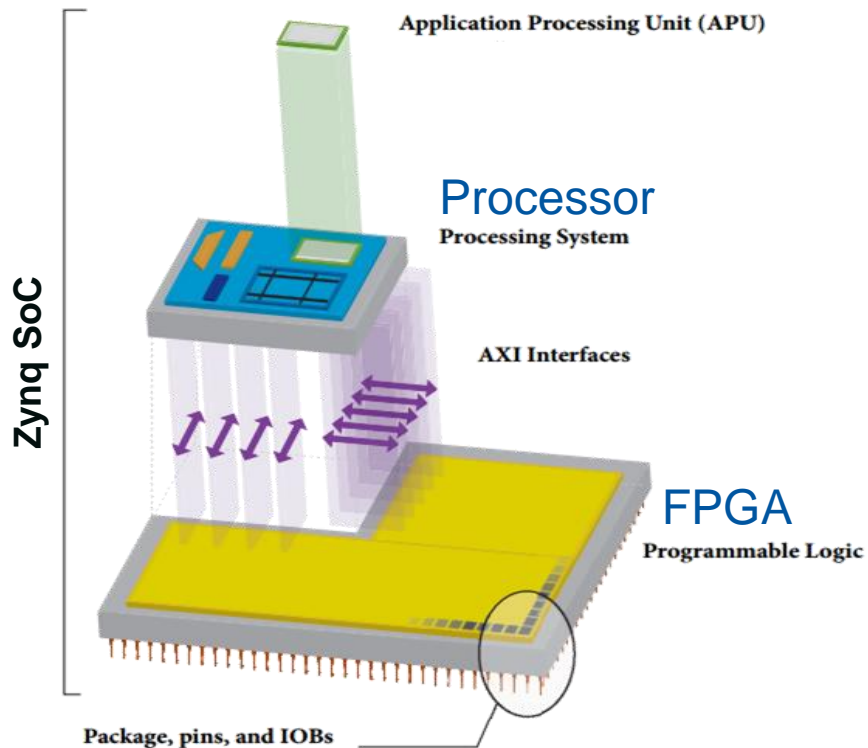 Application Processing Unit (APU)
Processor
Processing System
Zynq SoC
AXI Interfaces
FPGA
Programmable Logic
Package, pins, and IOBs